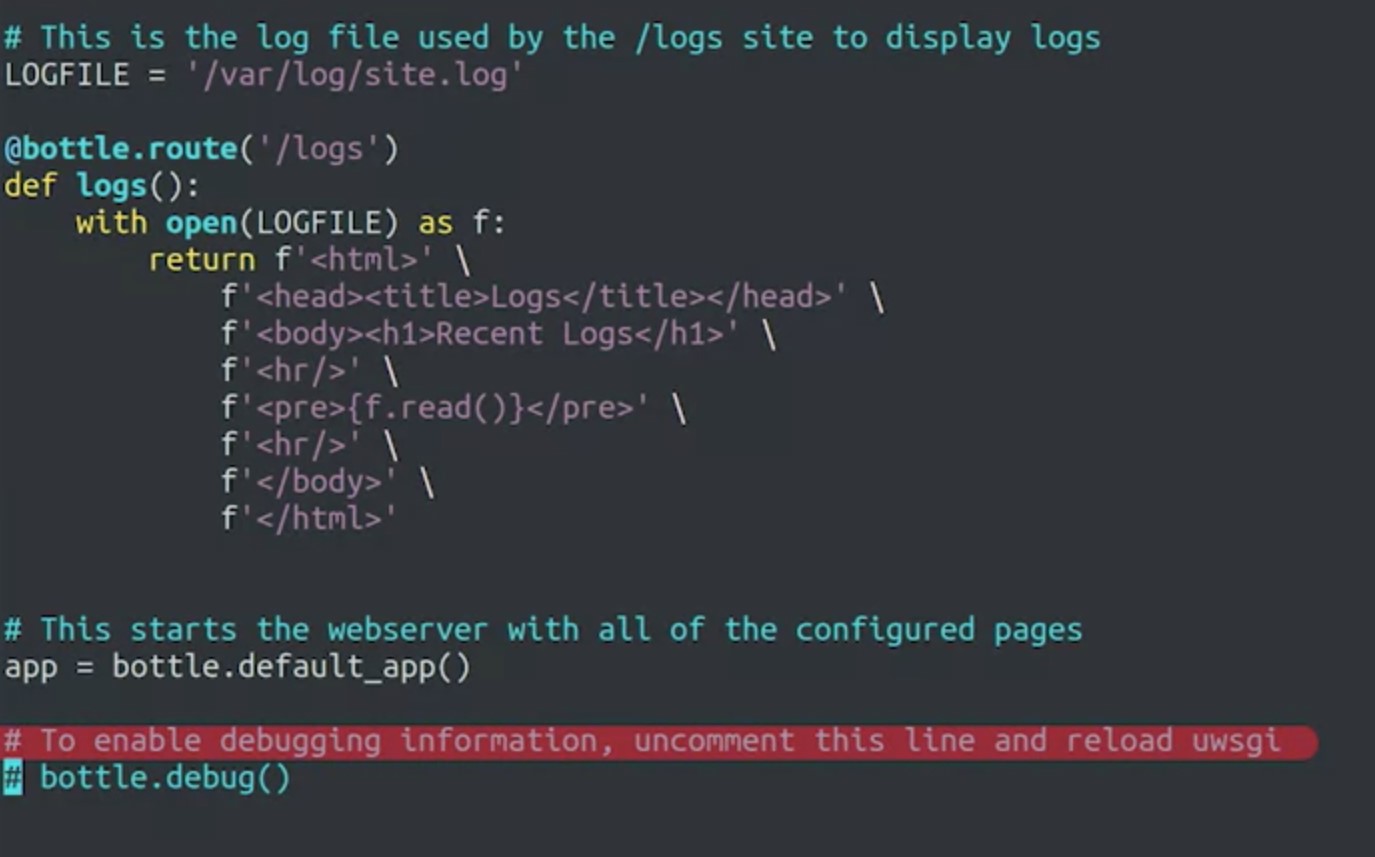 # This is the log file used by the /logs site to display logs
LOGFILE = '/var/log/site.log'
@bottle.route('/logs')
def logs():
    with open(LOGFILE) as f:
        return f'<html>' \
            f'<head><title>Logs</title></head>' \
            f'<body><h1>Recent Logs</h1>' \
            f'<hr/>' \
            f'<pre>{f.read()}</pre>' \
            f'<hr/>' \
            f'</body>' \
            f'</html>'
# This starts the webserver with all of the configured pages
app = bottle.default_app()
# To enable debugging information, uncomment this line and reload uwsgi
# bottle.debug()